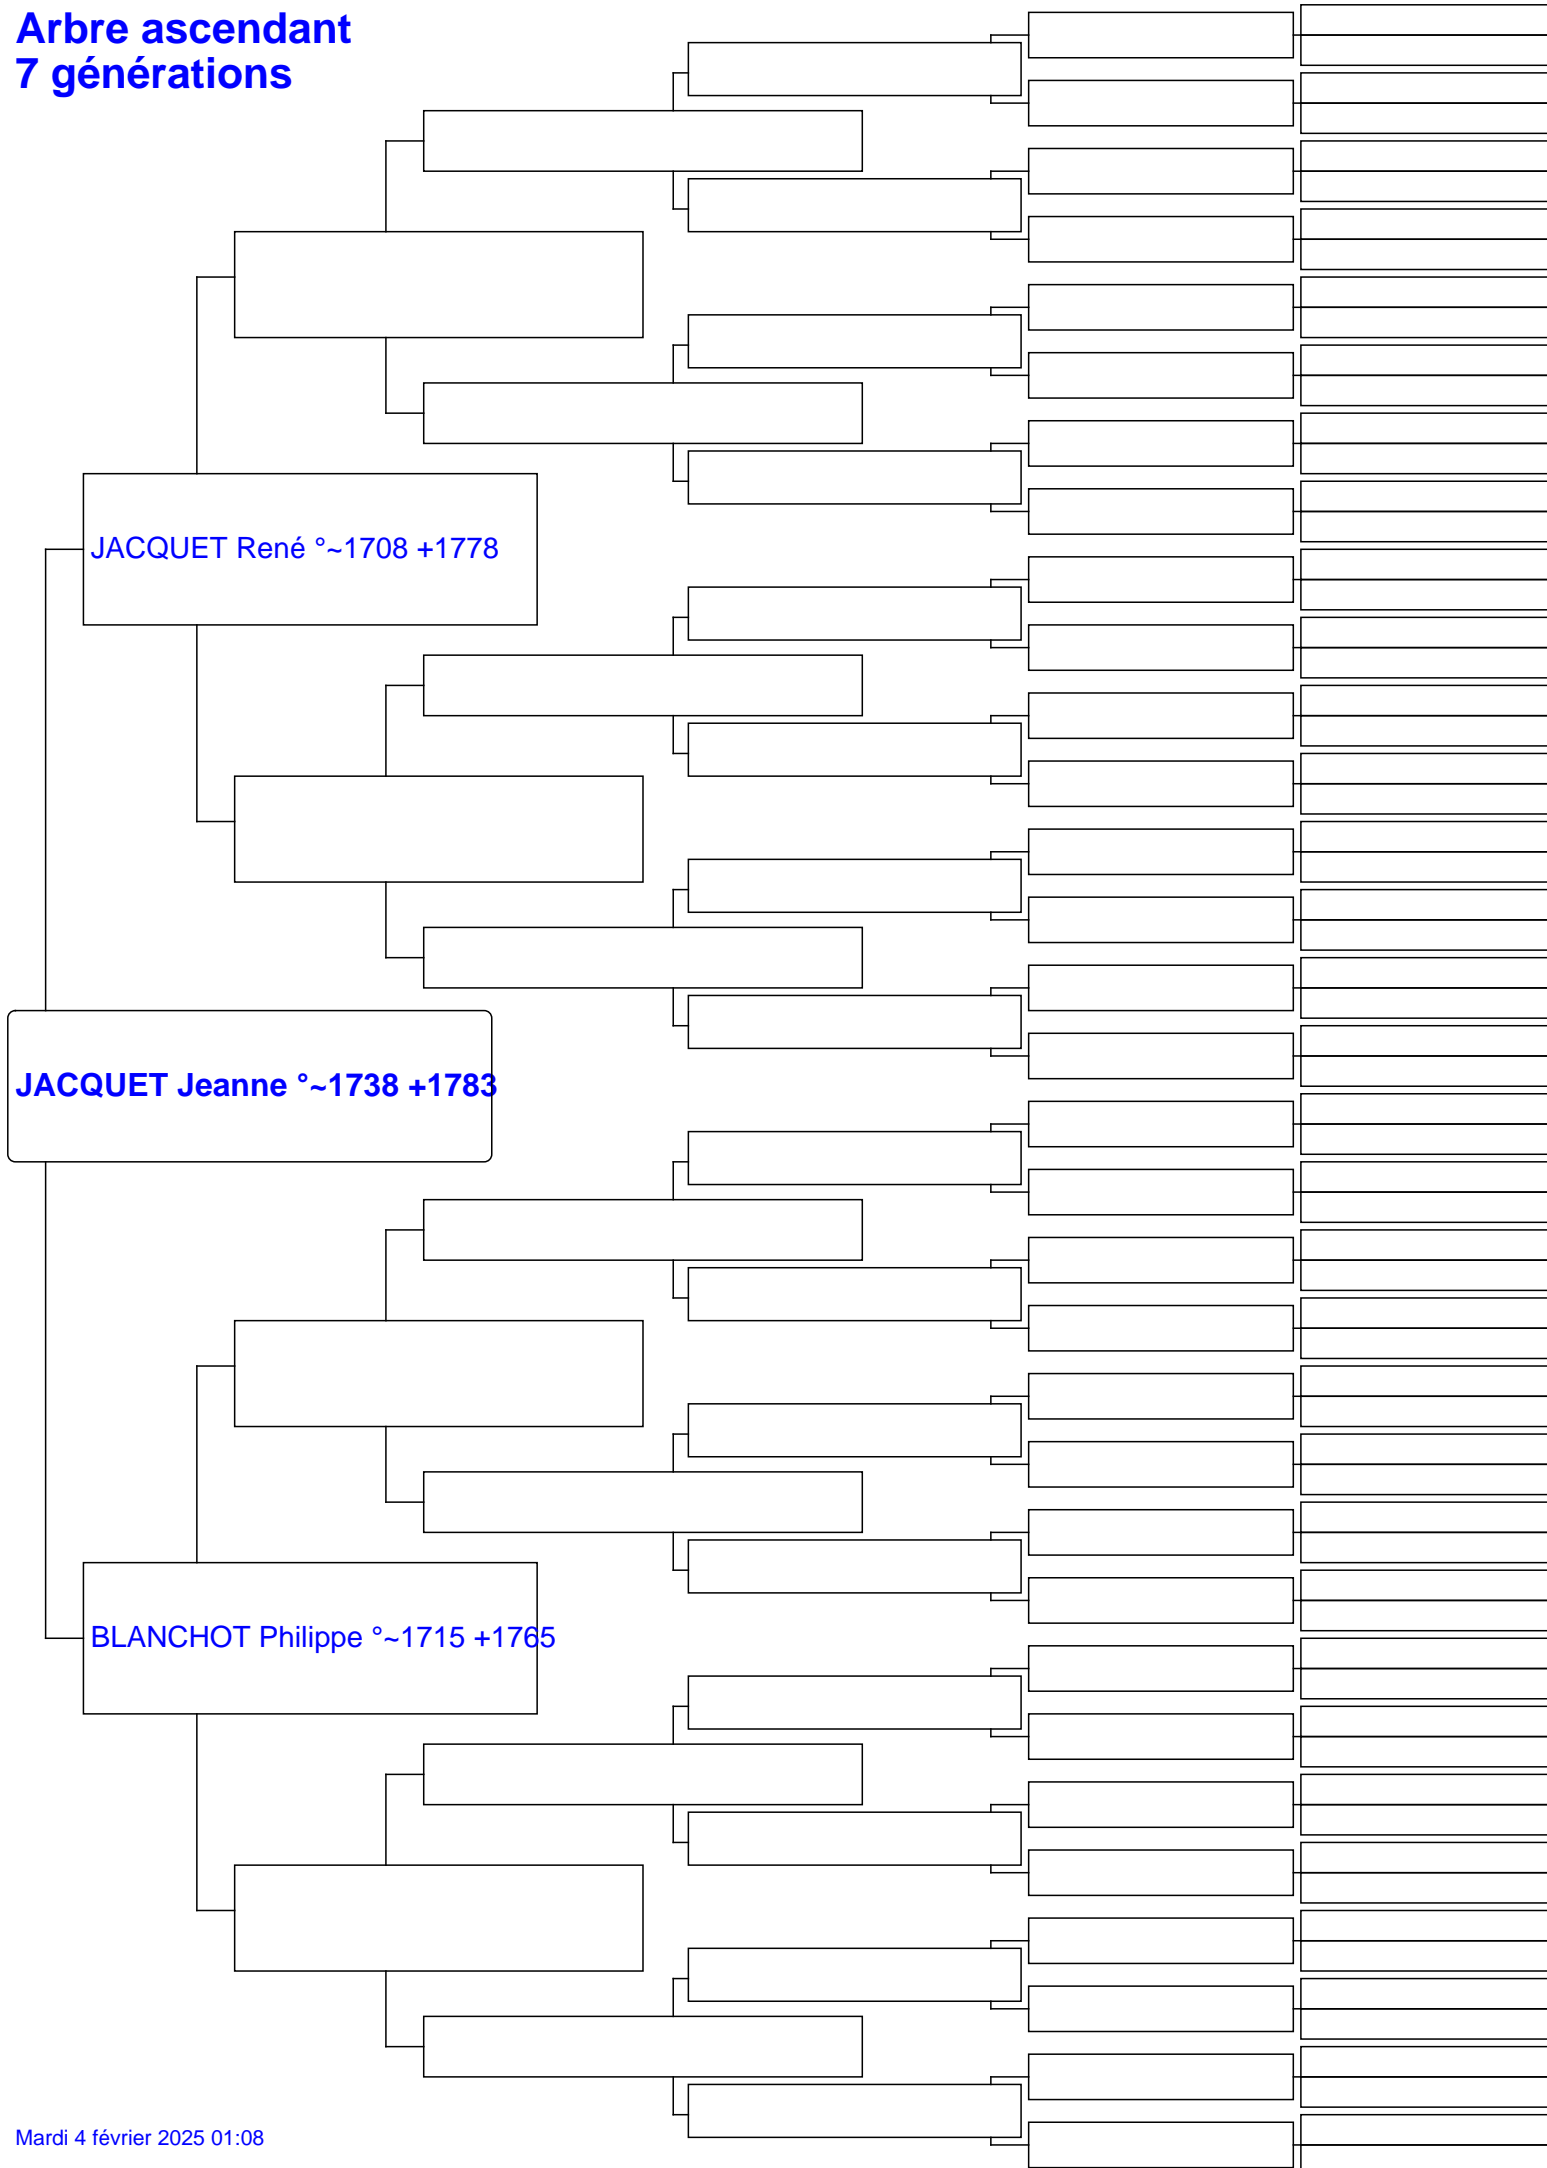 Arbre ascendant
7 générations
JACQUET René °~1708 +1778
JACQUET Jeanne °~1738 +1783
BLANCHOT Philippe °~1715 +1765
Mardi 4 février 2025 01:08